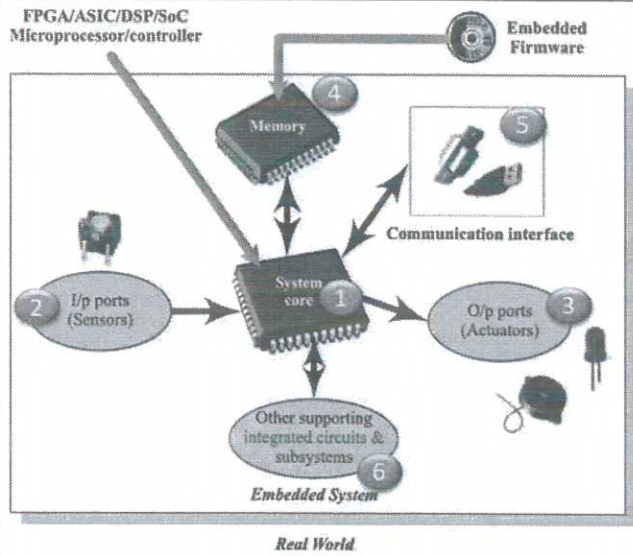 FPGA/ASIC/DSP/SoC
Microprocessor/controller
Embedded
Firmware
4
Memory
5
Communication interface
System
core
1
2
I/p ports
(Sensors)
3
O/p ports
(Actuators)
Other supporting
integrated circuits &
subsystems
6
Embedded System
Real World